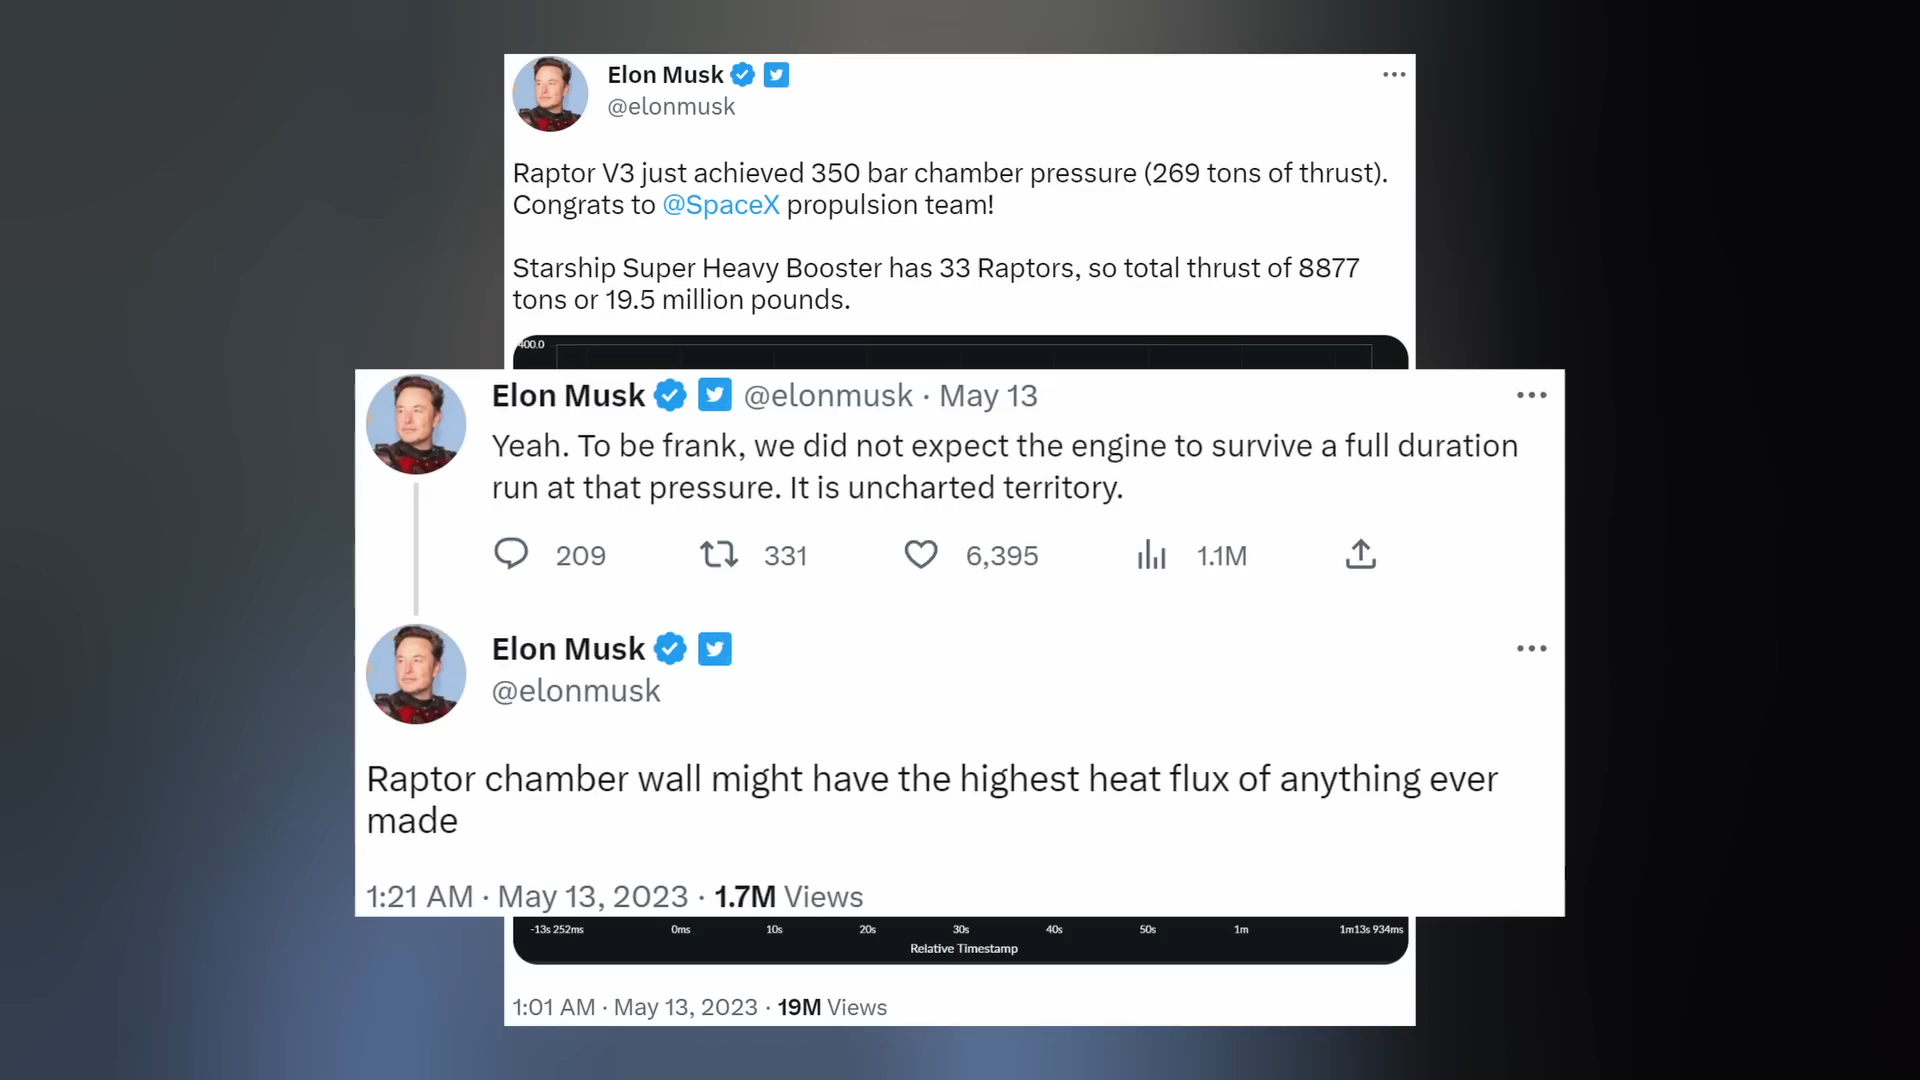 Elon Musk
@elonmusk
Raptor V3 just achieved 350 bar chamber pressure (269 tons of thrust).
Congrats to @SpaceX propulsion team!
Starship Super Heavy Booster has 33 Raptors, so total thrust of 8877
tons or 19.5 million pounds.
400.0
Elon Musk @elonmusk · May 13
Yeah. To be frank, we did not expect the engine to survive a full duration
run at that pressure. It is uncharted territory.
209 331 6,395 1.1M
Elon Musk
@elonmusk
Raptor chamber wall might have the highest heat flux of anything ever
made
1:21 AM · May 13, 2023 · 1.7M Views
-13s 252ms 0ms 10s 20s 30s 40s 50s 1m 1m13s 934ms
Relative Timestamp
1:01 AM · May 13, 2023 · 19M Views